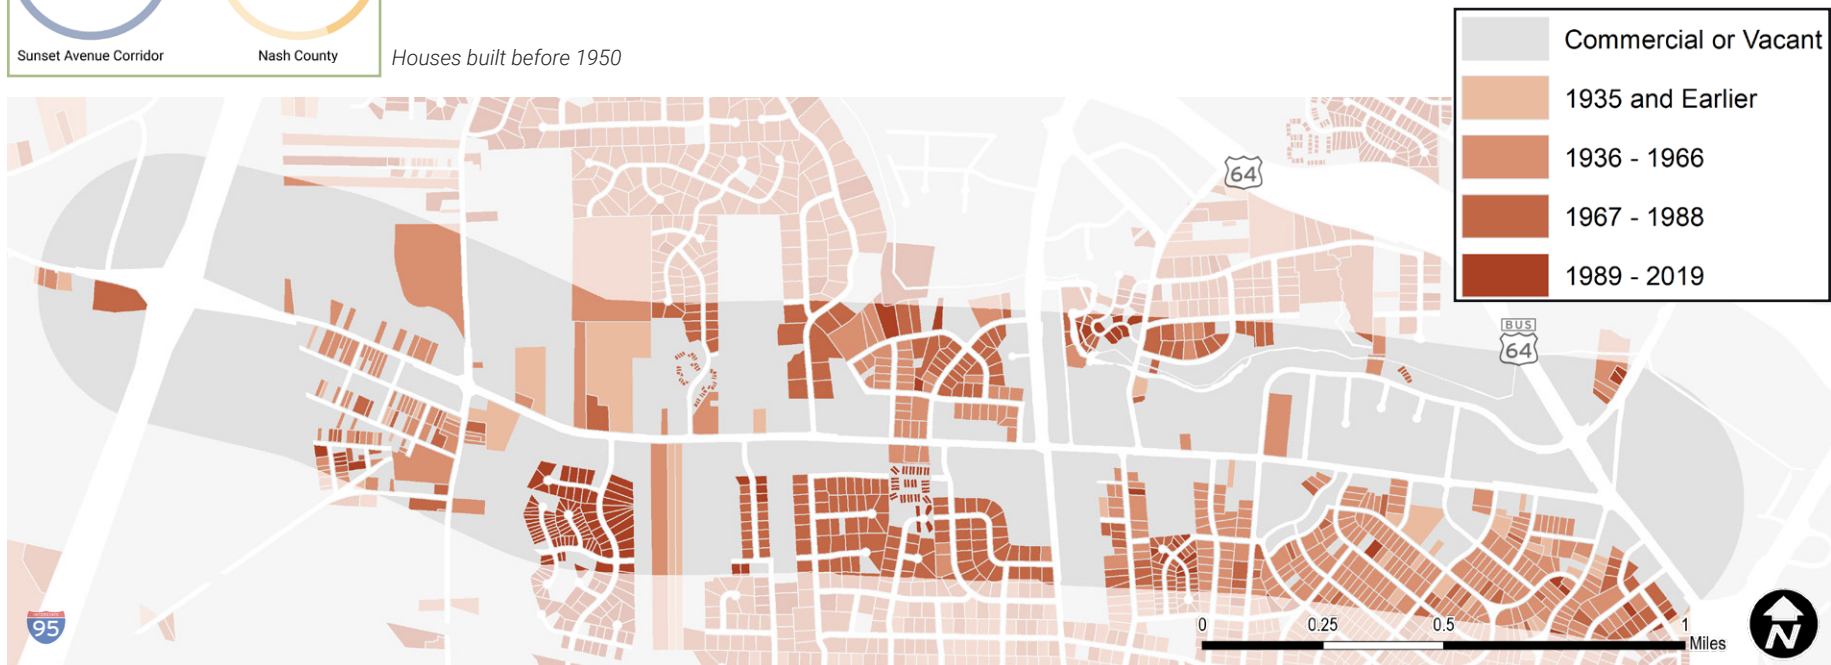 Sunset Avenue Corridor
Nash County
Houses built before 1950
Commercial or Vacant
1935 and Earlier
1936 - 1966
1967 - 1988
1989 - 2019
64
BUS
64
INTERSTATE
95
0
0.25
0.5
1
Miles
N